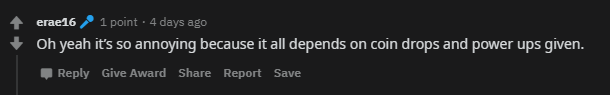 erae16 1 point · 4 days ago
Oh yeah it's so annoying because it all depends on coin drops and power ups given.
Reply Give Award Share Report Save